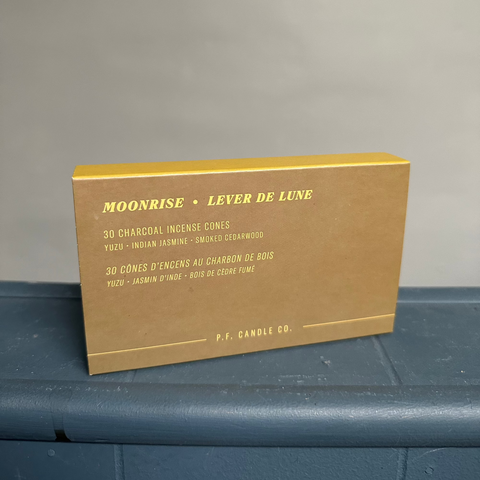 MOONRISE • LEVER DE LUNE
30 CHARCOAL INCENSE CONES
YUZU • INDIAN JASMINE • SMOKED CEDARWOOD
30 CÔNES D'ENCENS AU CHARBON DE BOIS
YUZU • JASMIN D'INDE • BOIS DE CÈDRE FUMÉ
P.F. CANDLE CO.